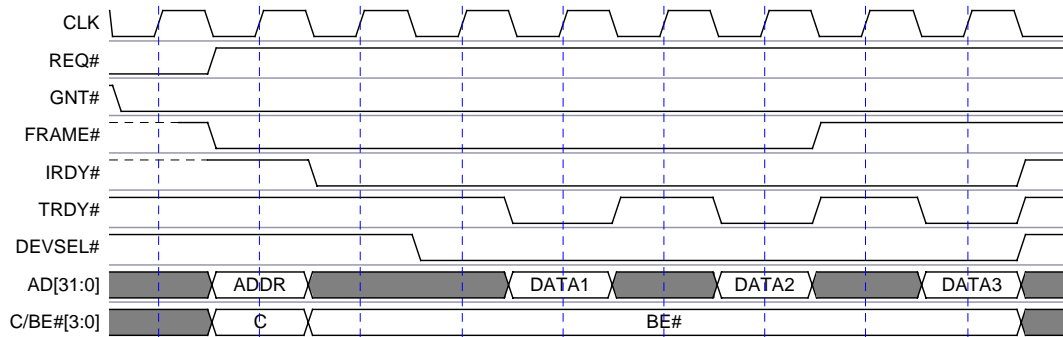 CLK
REQ#
GNT#
FRAME#
IRDY#
TRDY#
DEVSEL#
AD[31:0] ADDR DATA1 DATA2 DATA3
C/BE#[3:0] C BE#